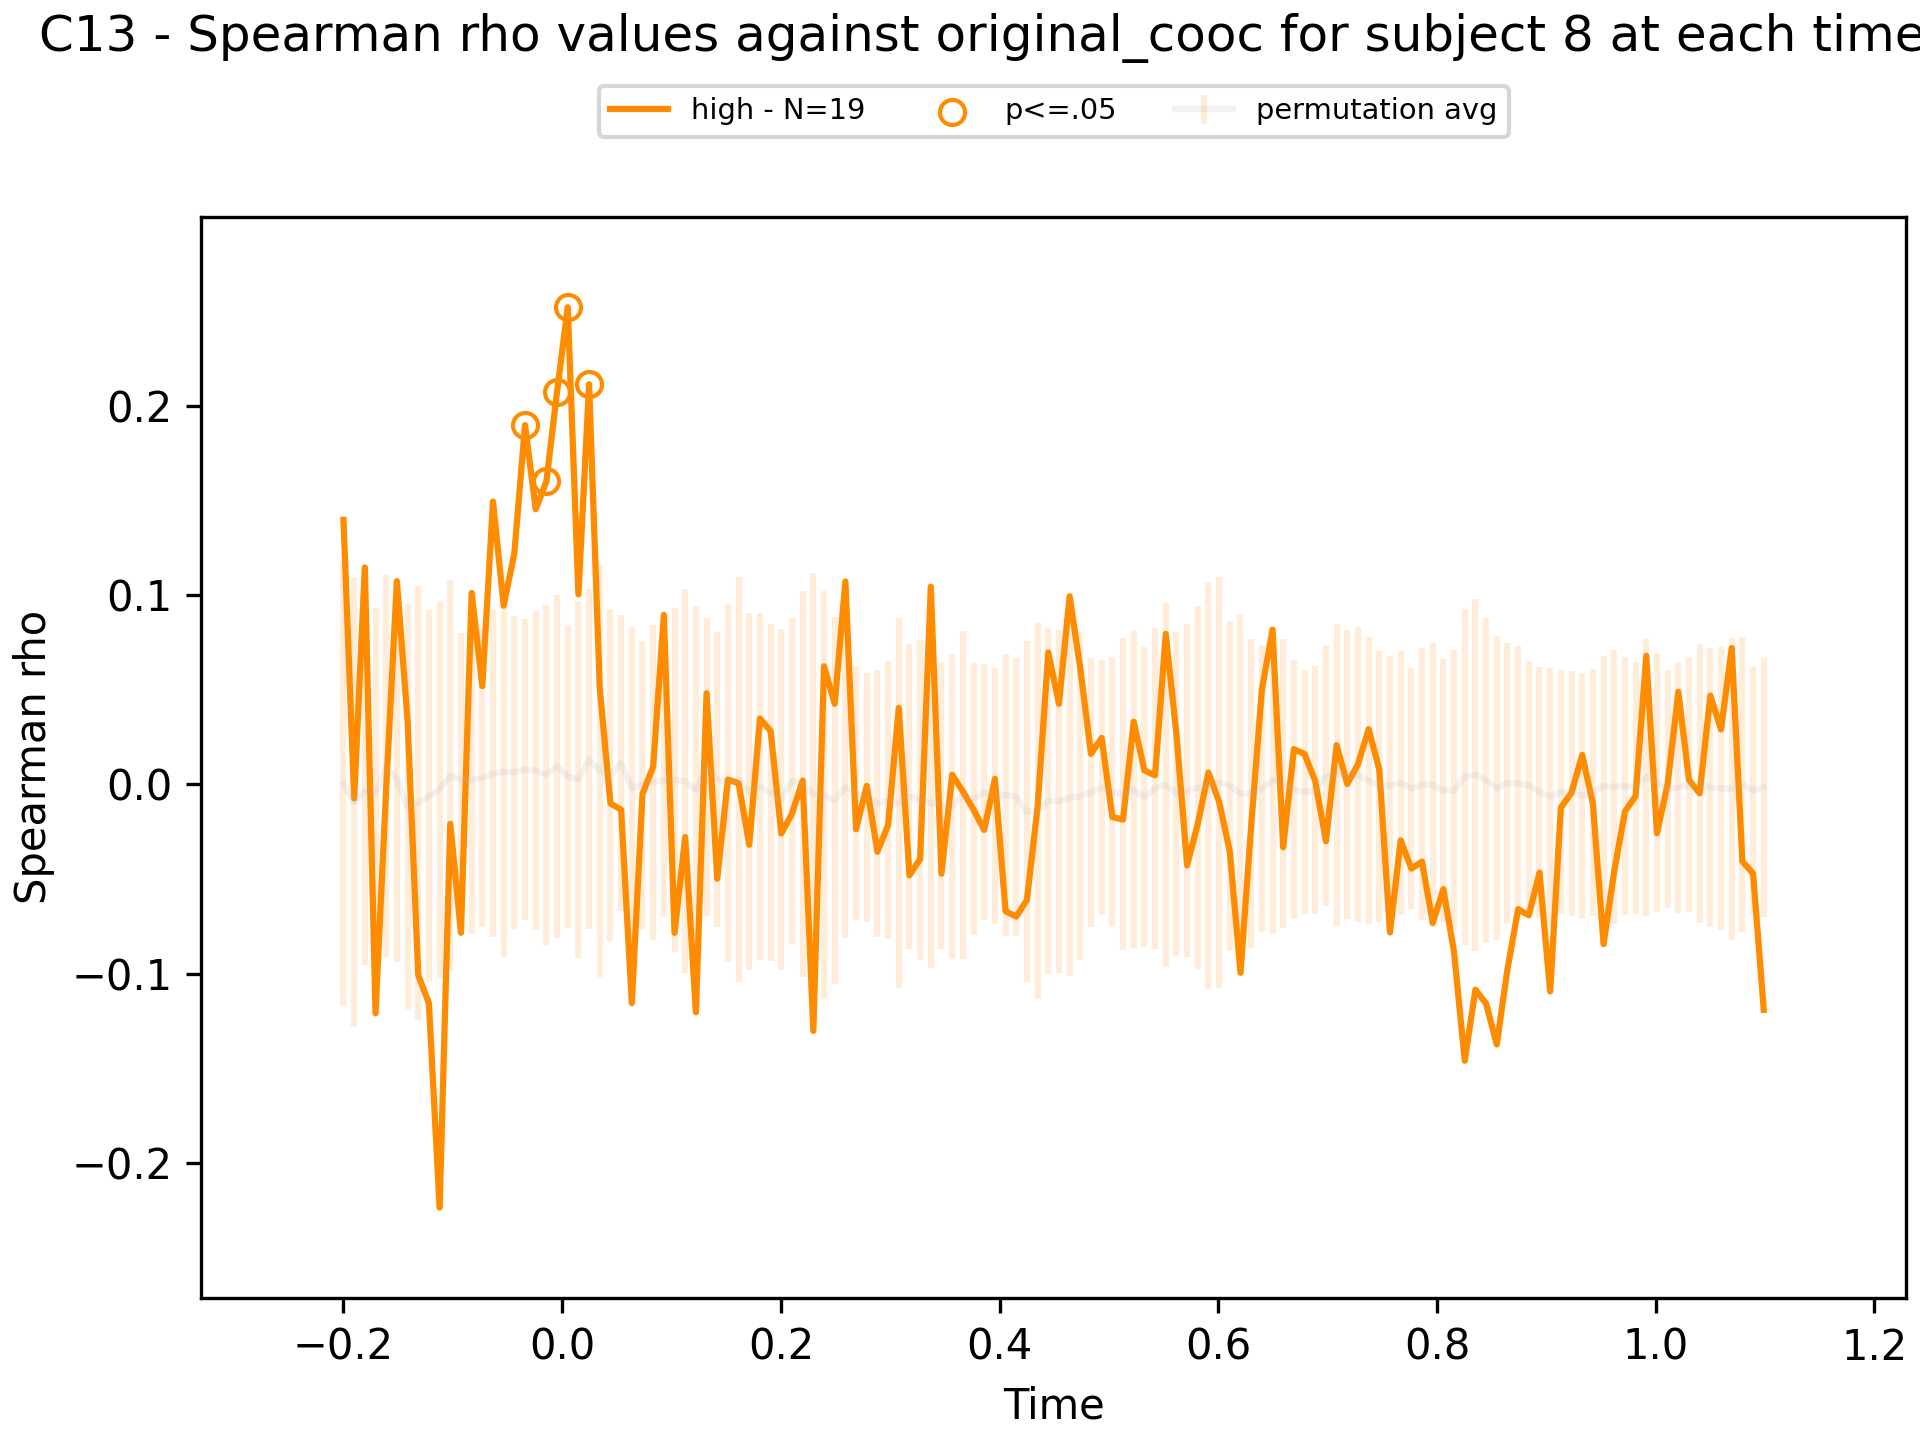 C13 - Spearman rho values against original_cooc for subject 8 at each time
high - N=19
p<=.05
permutation avg
Spearman rho
0.2
0.1
0.0
−0.1
−0.2
−0.2
0.0
0.2
0.4
0.6
0.8
1.0
1.2
Time